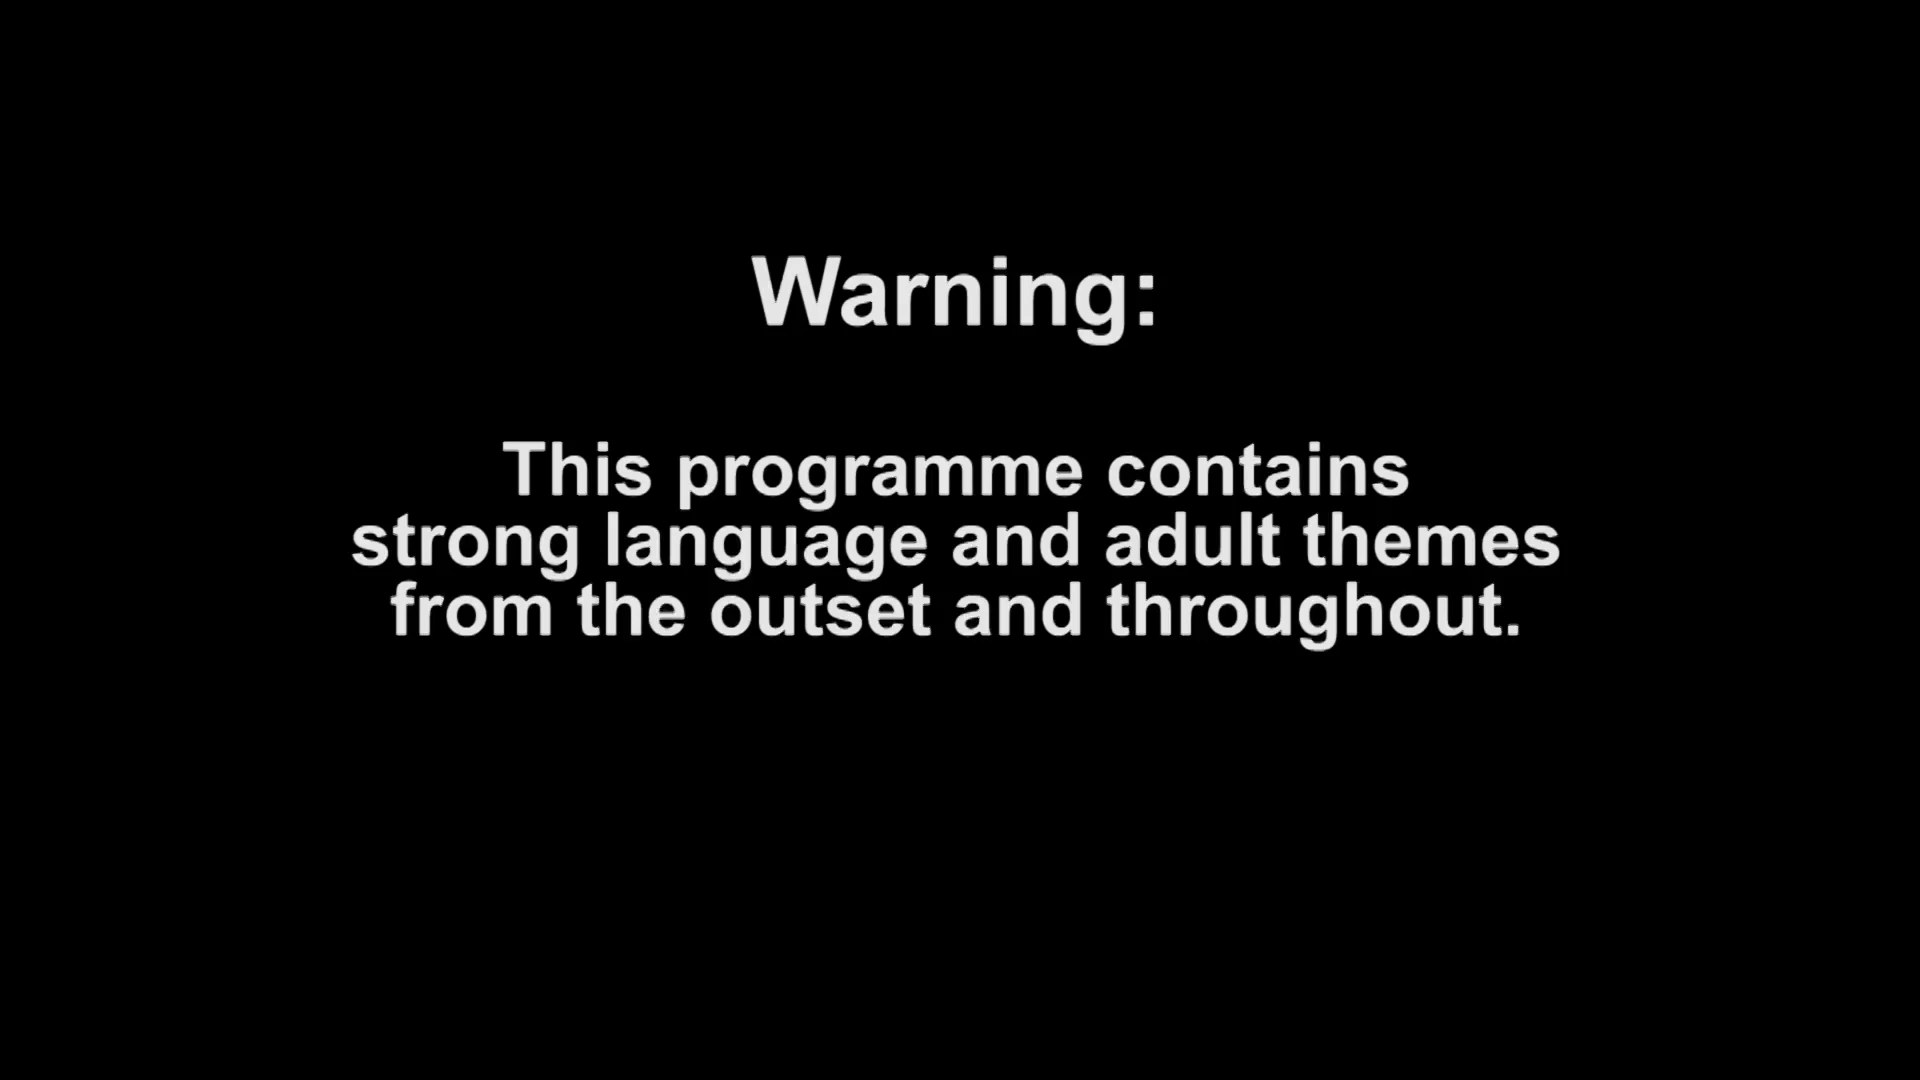 Warning:
This programme contains
strong language and adult themes
from the outset and throughout.